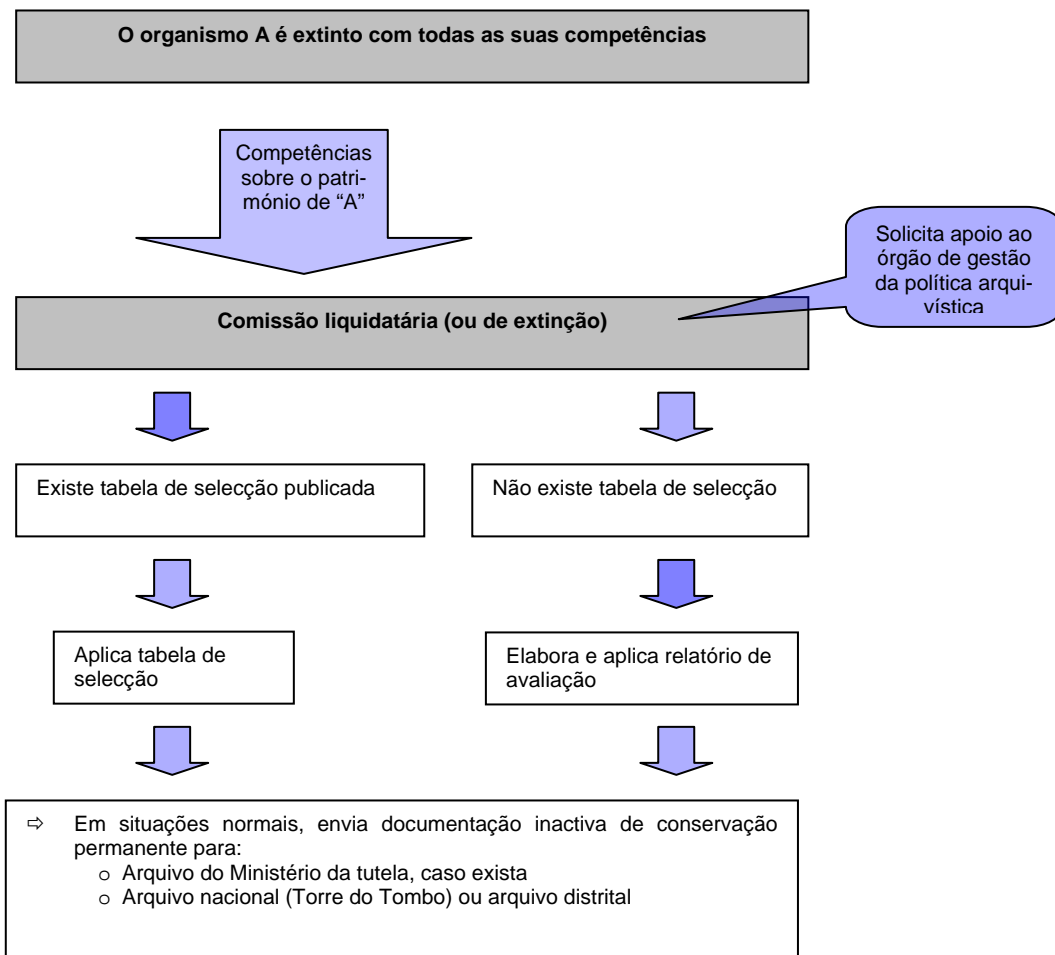 O organismo A é extinto com todas as suas competências
Competências
sobre o patri-
mónio de “A”
Solicita apoio ao
órgão de gestão
da política arqui-
vística
Comissão liquidatária (ou de extinção)
Existe tabela de selecção publicada
Não existe tabela de selecção
Aplica tabela de
selecção
Elabora e aplica relatório de
avaliação
⇨ Em situações normais, envia documentação inactiva de conservação
permanente para:
o Arquivo do Ministério da tutela, caso exista
o Arquivo nacional (Torre do Tombo) ou arquivo distrital